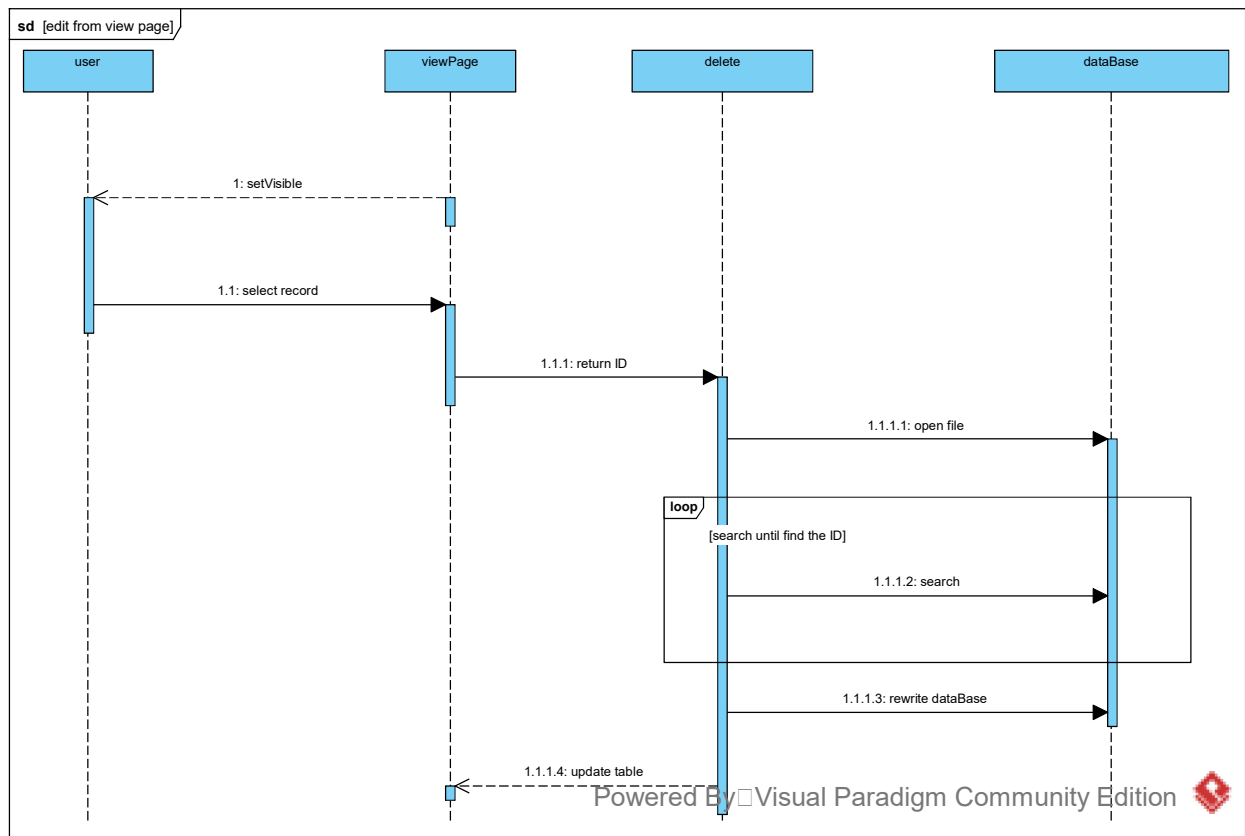 sd [edit from view page]
user
viewPage
delete
dataBase
1: setVisible
1.1: select record
1.1.1: return ID
1.1.1.1: open file
loop
[search until find the ID]
1.1.1.2: search
1.1.1.3: rewrite dataBase
1.1.1.4: update table
Powered By□Visual Paradigm Community Edition